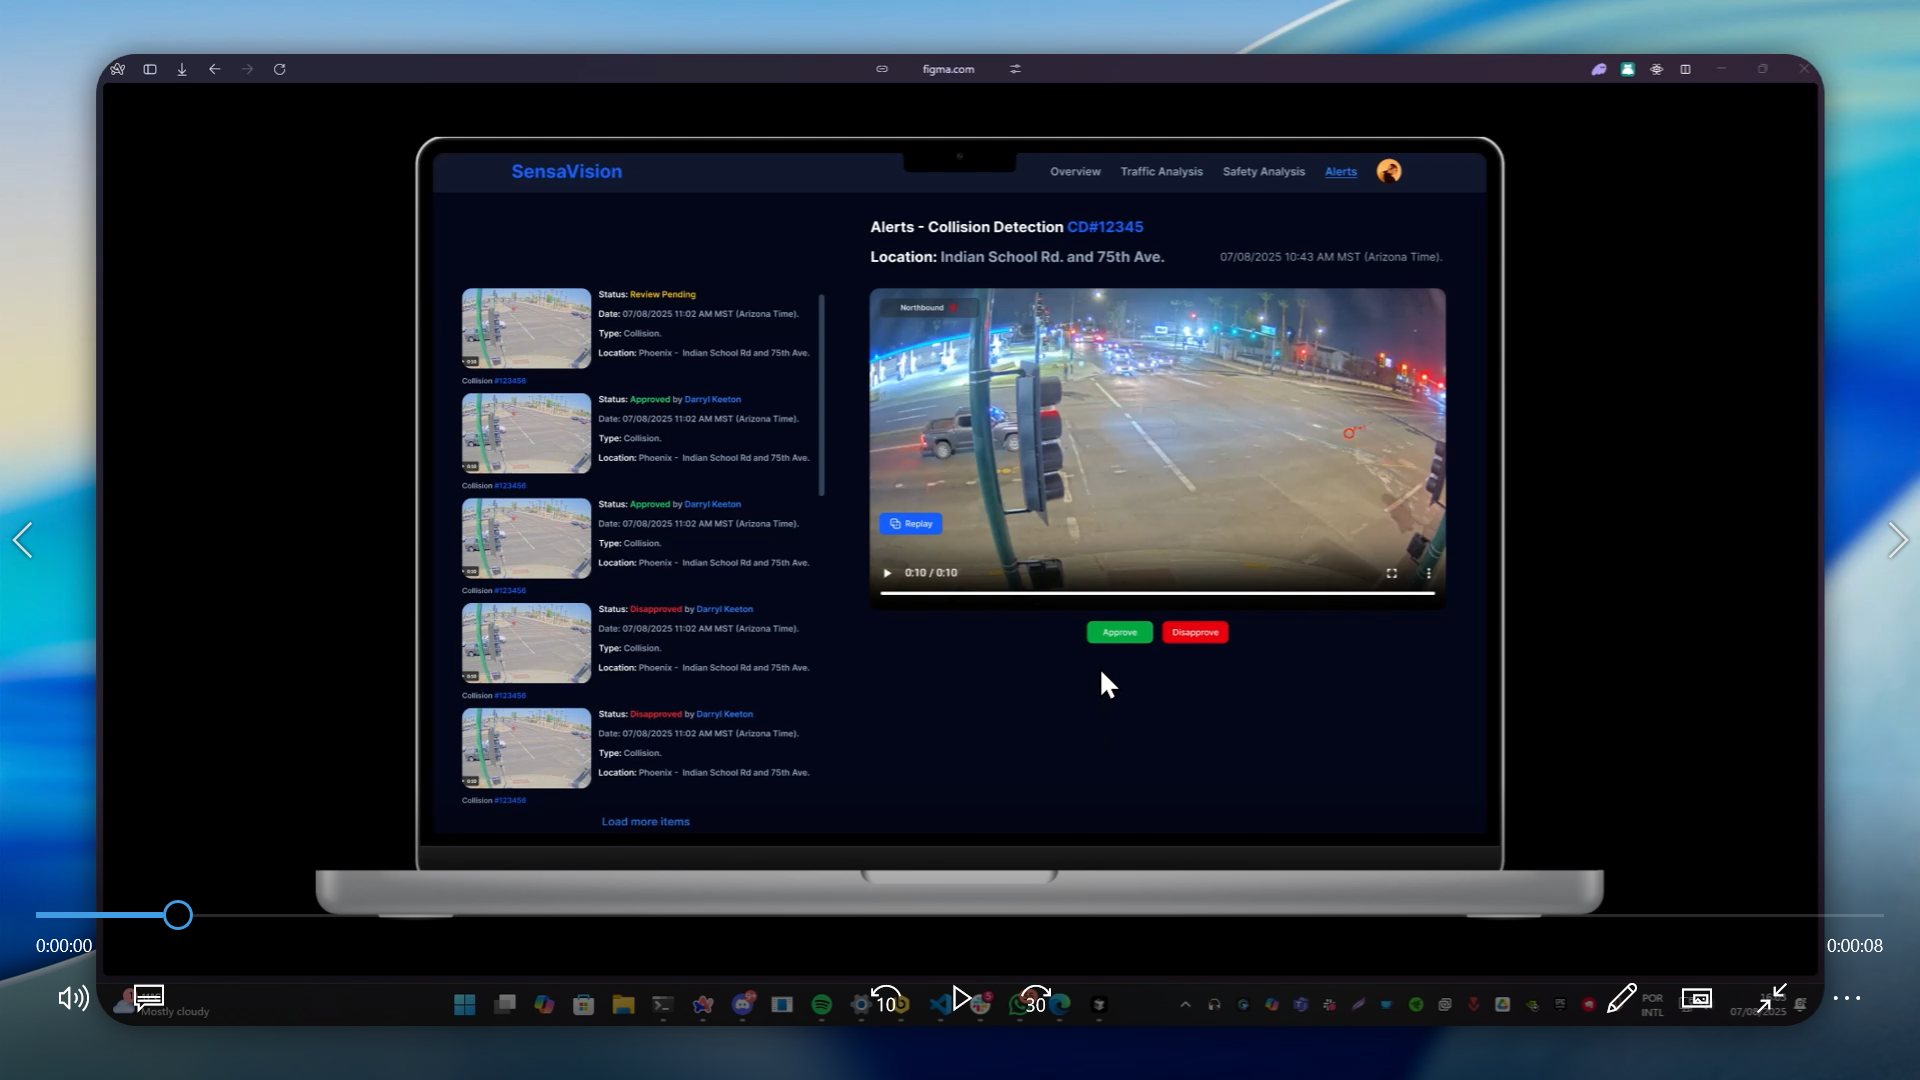 figma.com
SensaVision
Overview Traffic Analysis Safety Analysis Alerts
Alerts - Collision Detection CD#12345
Location: Indian School Rd. and 75th Ave. 07/08/2025 10:43 AM MST (Arizona Time).
Status: Review Pending
Date: 07/08/2025 11:02 AM MST (Arizona Time).
Type: Collision.
Location: Phoenix - Indian School Rd and 75th Ave.
Collision #123456
Status: Approved by Darryl Keeton
Date: 07/08/2025 11:02 AM MST (Arizona Time).
Type: Collision.
Location: Phoenix - Indian School Rd and 75th Ave.
Collision #123456
Status: Approved by Darryl Keeton
Date: 07/08/2025 11:02 AM MST (Arizona Time).
Type: Collision.
Location: Phoenix - Indian School Rd and 75th Ave.
Collision #123456
Status: Disapproved by Darryl Keeton
Date: 07/08/2025 11:02 AM MST (Arizona Time).
Type: Collision.
Location: Phoenix - Indian School Rd and 75th Ave.
Collision #123456
Status: Disapproved by Darryl Keeton
Date: 07/08/2025 11:02 AM MST (Arizona Time).
Type: Collision.
Location: Phoenix - Indian School Rd and 75th Ave.
Collision #123456
Load more items
Northbound
Replay
0:10 / 0:10
Approve Disapprove
0:00:00 0:00:08
Mostly cloudy
10
30
POR
INTL
07/08/2025